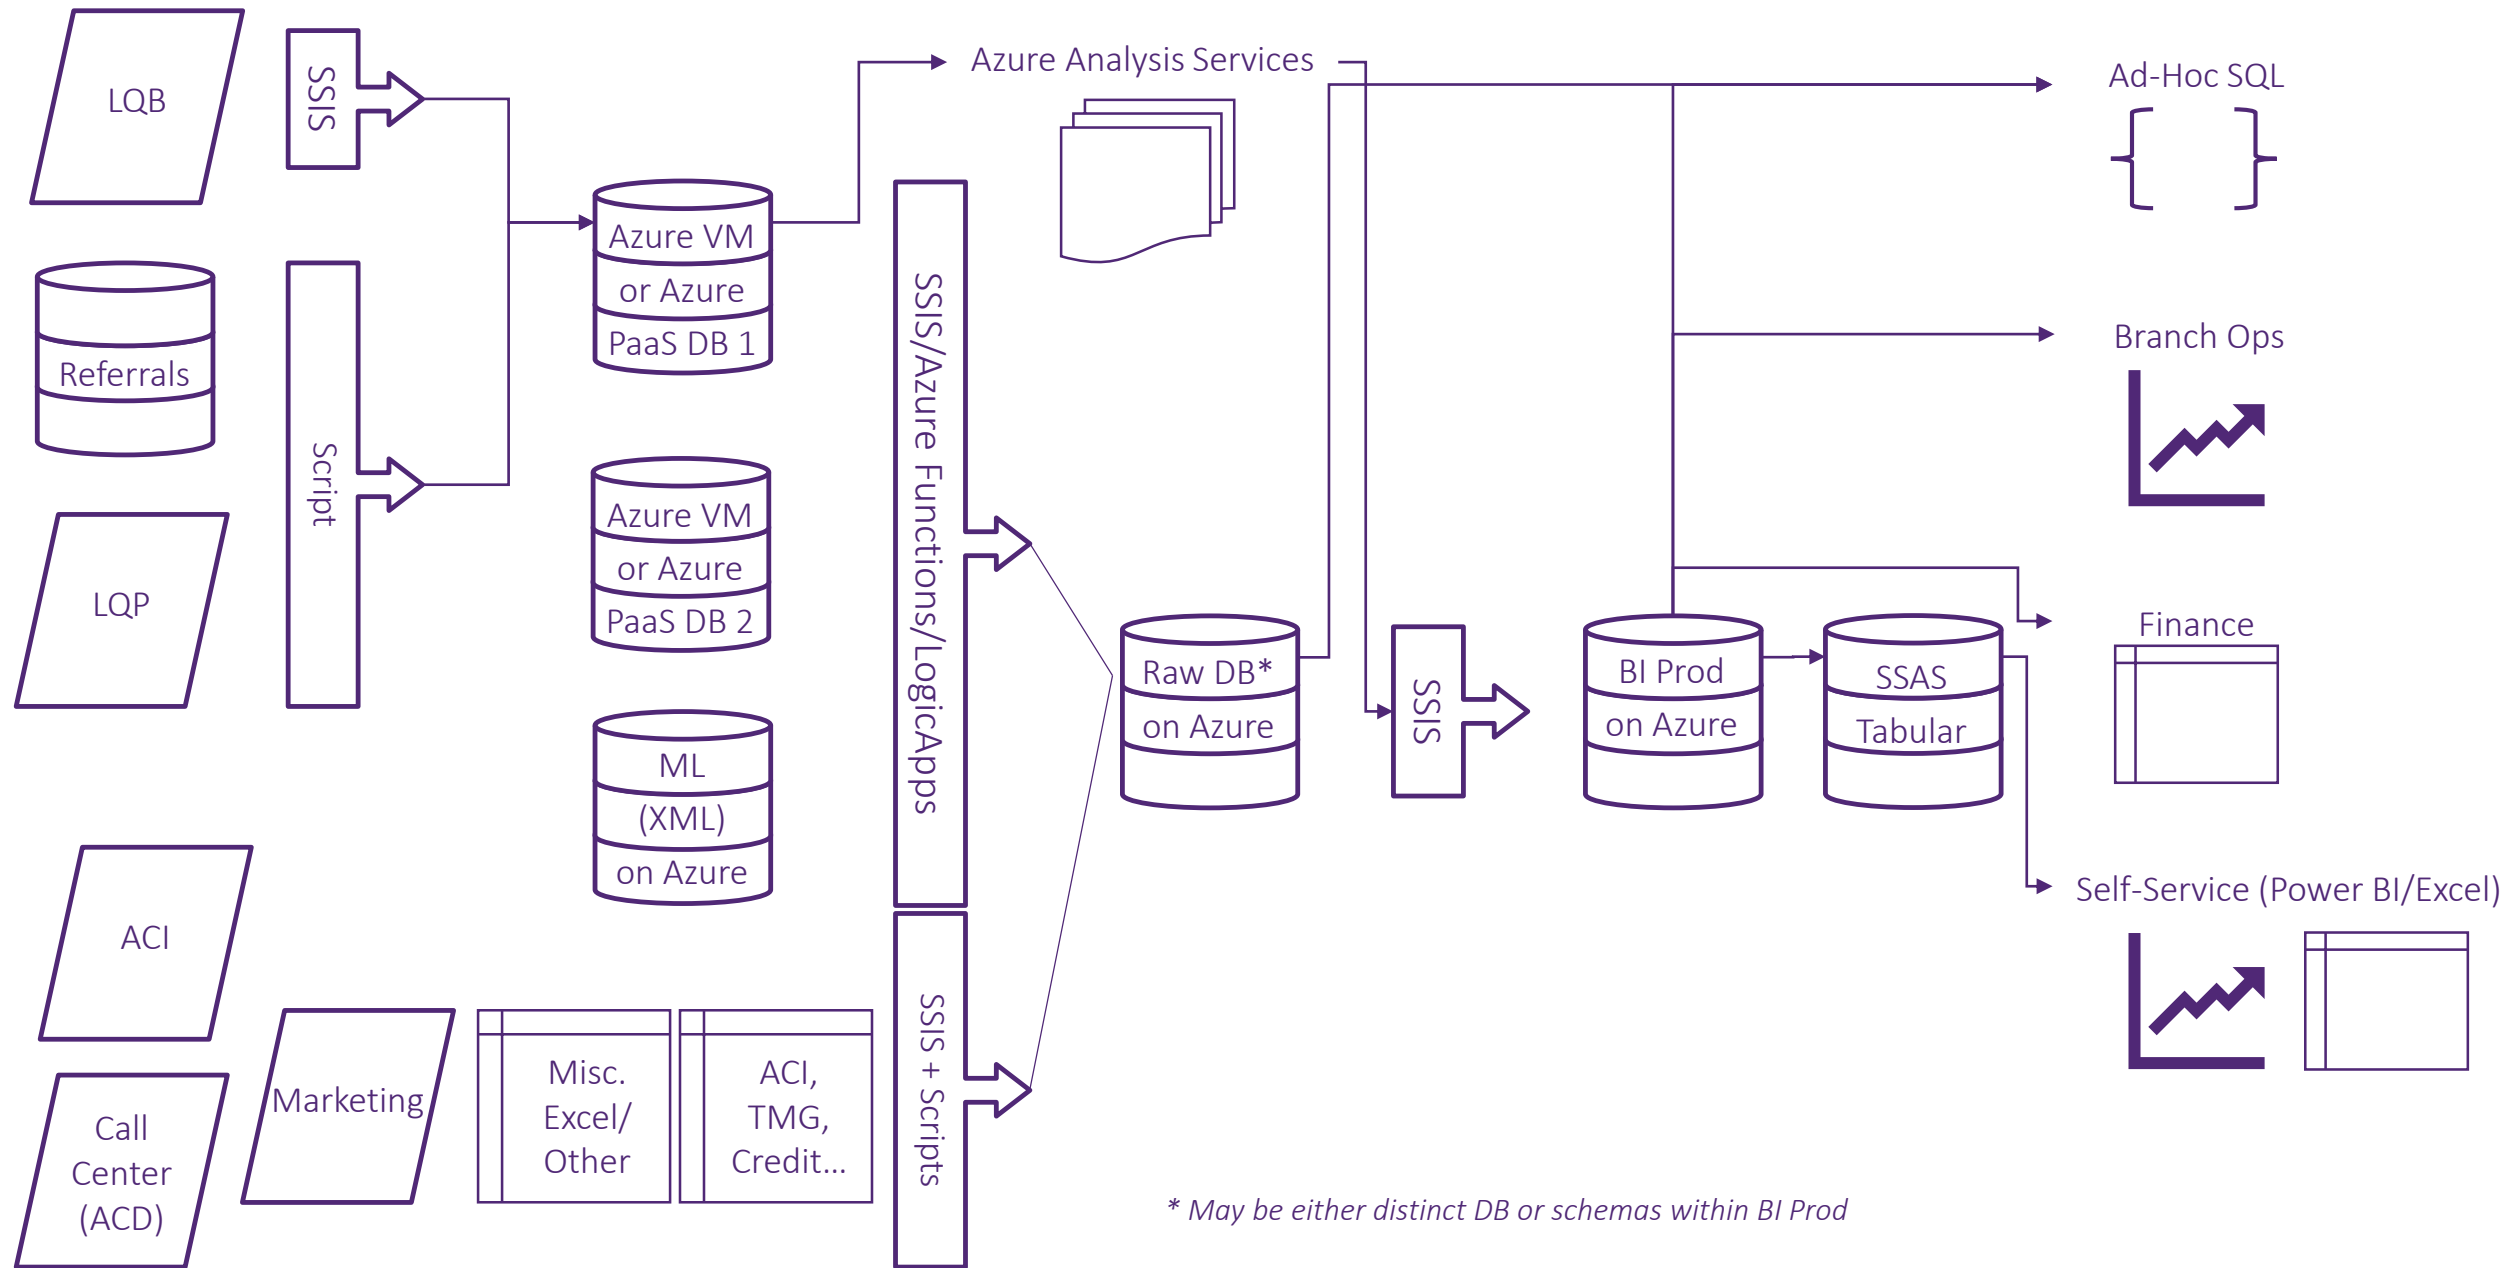 LQB
SSIS
Azure Analysis Services
Ad-Hoc SQL
Azure VM
or Azure
PaaS DB 1
Referrals
Script
SSIS/Azure Functions/LogicApps
Branch Ops
Azure VM
or Azure
PaaS DB 2
LQP
Raw DB*
on Azure
SSIS
BI Prod
on Azure
SSAS
Tabular
Finance
ML
(XML)
on Azure
Self-Service (Power BI/Excel)
ACI
Call
Center
(ACD)
Marketing
Misc.
Excel/
Other
ACI,
TMG,
Credit...
SSIS + Scripts
* May be either distinct DB or schemas within BI Prod